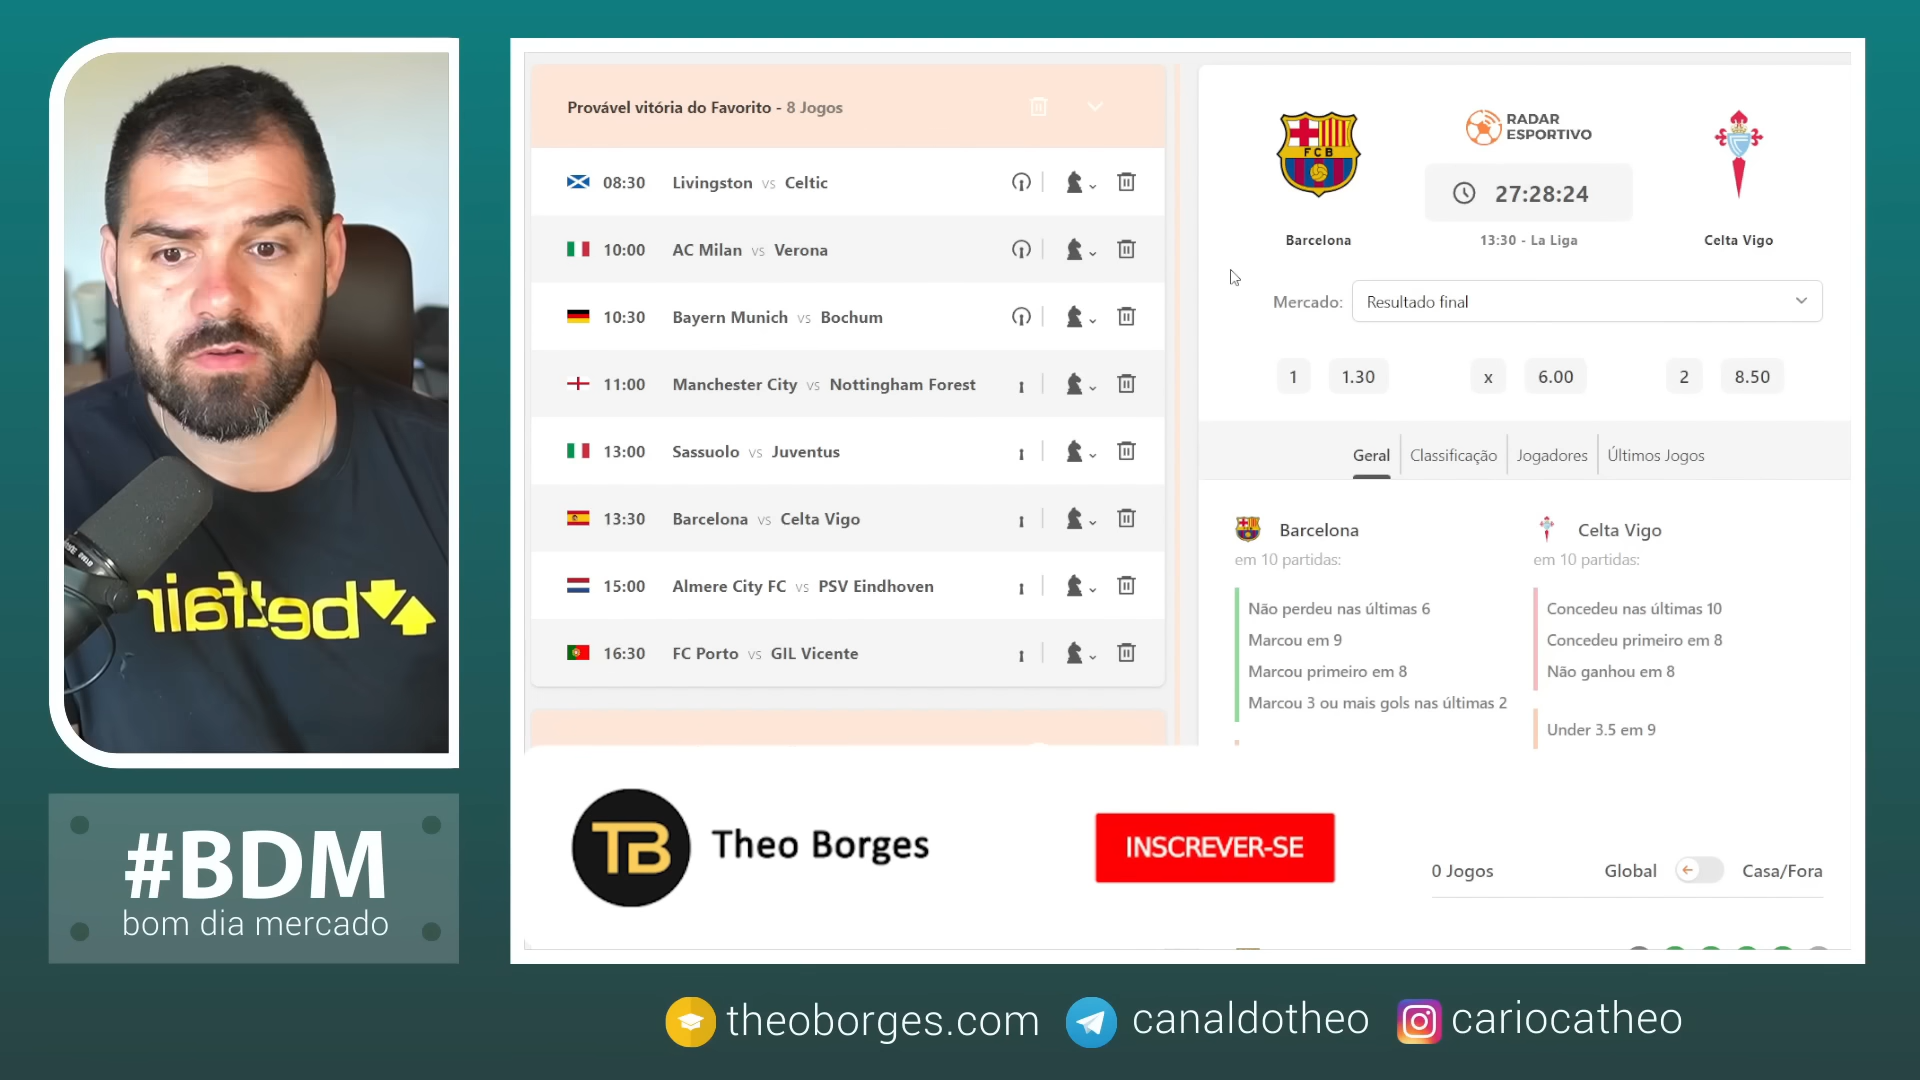 betfair
#BDM
bom dia mercado
Provável vitória do Favorito - 8 Jogos
08:30 Livingston vs Celtic
10:00 AC Milan vs Verona
10:30 Bayern Munich vs Bochum
11:00 Manchester City vs Nottingham Forest
13:00 Sassuolo vs Juventus
13:30 Barcelona vs Celta Vigo
15:00 Almere City FC vs PSV Eindhoven
16:30 FC Porto vs GIL Vicente
FCB
RADAR
ESPORTIVO
27:28:24
Barcelona
13:30 - La Liga
Celta Vigo
Mercado: Resultado final
1 1.30 x 6.00 2 8.50
Geral Classificação Jogadores Últimos Jogos
Barcelona
em 10 partidas:
Não perdeu nas últimas 6
Marcou em 9
Marcou primeiro em 8
Marcou 3 ou mais gols nas últimas 2
Celta Vigo
em 10 partidas:
Concedeu nas últimas 10
Concedeu primeiro em 8
Não ganhou em 8
Under 3.5 em 9
TB Theo Borges
INSCREVER-SE
0 Jogos Global Casa/Fora
theoborges.com canaldotheo cariocatheo